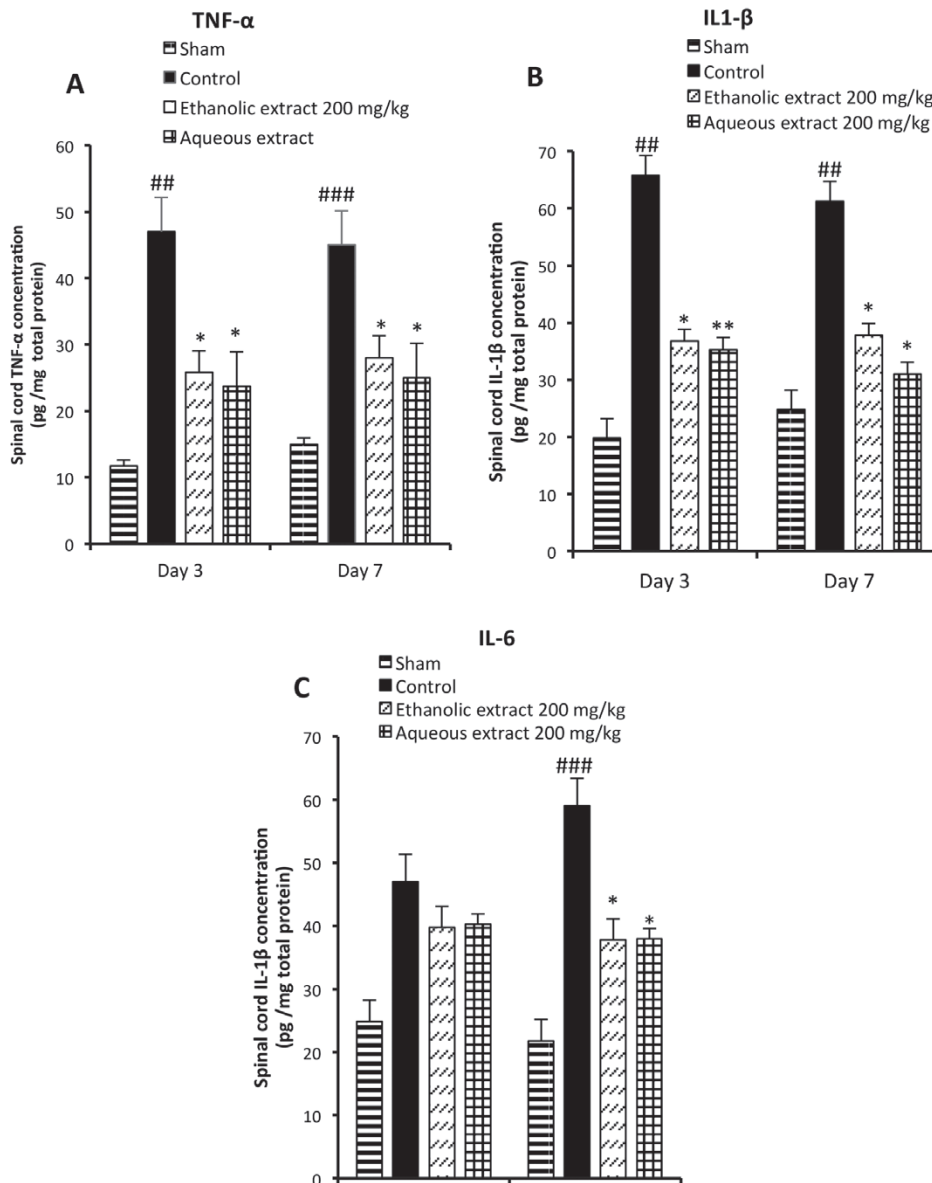 TNF-α
Sham
Control
Ethanolic extract 200 mg/kg
Aqueous extract
A
Spinal cord TNF-α concentration
(pg /mg total protein)
60
50
40
30
20
10
0
##
*
*
###
*
*
Day 3
Day 7
IL1-β
Sham
Control
Ethanolic extract 200 mg/kg
Aqueous extract 200 mg/kg
B
Spinal cord IL-1β concentration
(pg /mg total protein)
70
60
50
40
30
20
10
0
##
*
**
##
*
*
Day 3
Day 7
IL-6
Sham
Control
Ethanolic extract 200 mg/kg
Aqueous extract 200 mg/kg
C
Spinal cord IL-1β concentration
(pg /mg total protein)
70
60
50
40
30
20
10
0
###
*
*